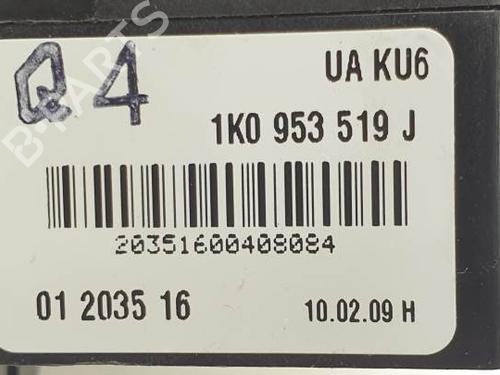 Q4
UA KU6
1K0 953 519 J
20351600408084
01 2035 16
10.02.09 H
B-PARTS